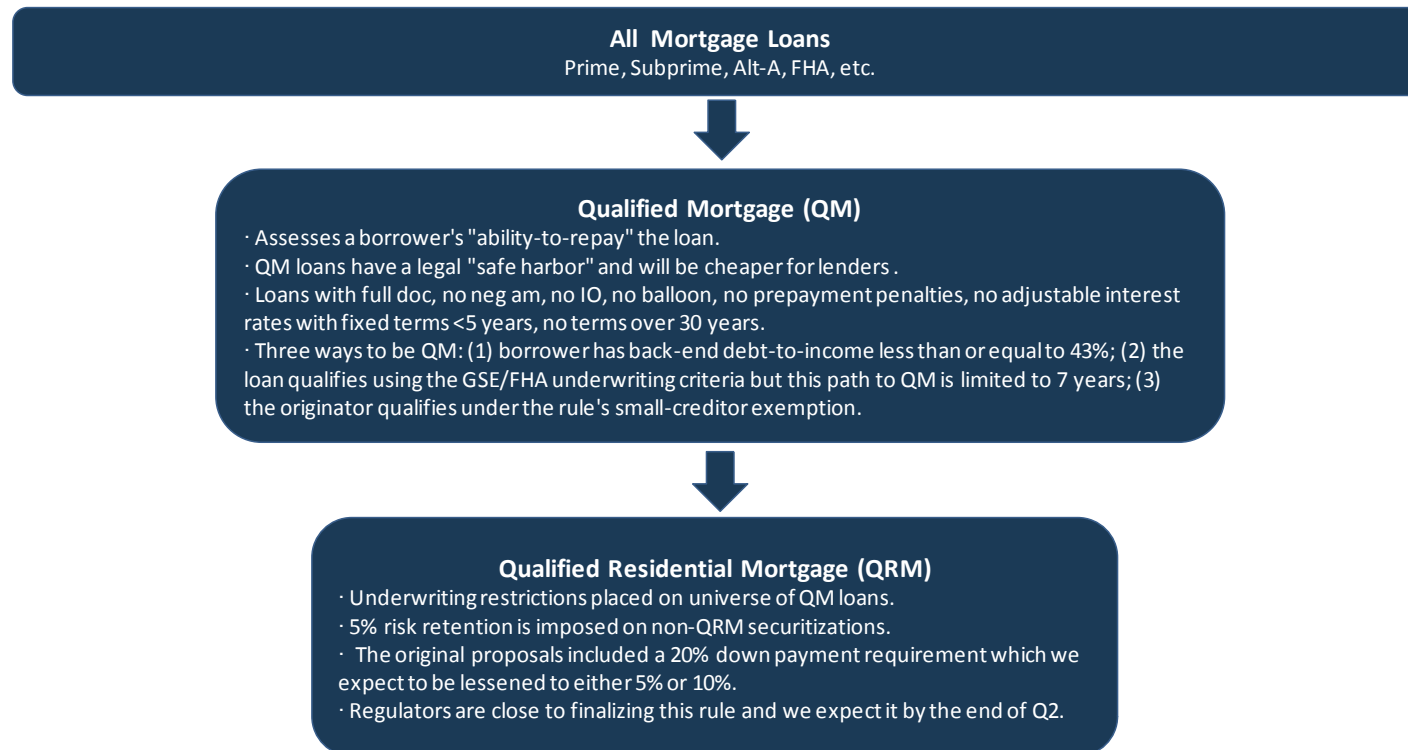 All Mortgage Loans
Prime, Subprime, Alt-A, FHA, etc.
Qualified Mortgage (QM)
· Assesses a borrower's "ability-to-repay" the loan.
· QM loans have a legal "safe harbor" and will be cheaper for lenders .
· Loans with full doc, no neg am, no IO, no balloon, no prepayment penalties, no adjustable interest
rates with fixed terms <5 years, no terms over 30 years.
· Three ways to be QM: (1) borrower has back-end debt-to-income less than or equal to 43%; (2) the
loan qualifies using the GSE/FHA underwriting criteria but this path to QM is limited to 7 years; (3)
the originator qualifies under the rule's small-creditor exemption.
Qualified Residential Mortgage (QRM)
· Underwriting restrictions placed on universe of QM loans.
· 5% risk retention is imposed on non-QRM securitizations.
· The original proposals included a 20% down payment requirement which we
expect to be lessened to either 5% or 10%.
· Regulators are close to finalizing this rule and we expect it by the end of Q2.